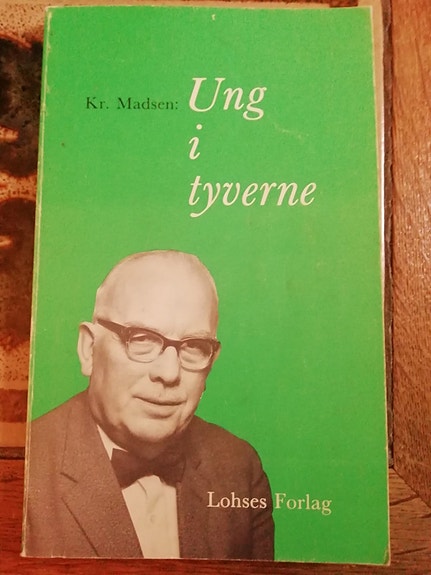 Kr. Madsen: Ung
i
tyverne
Lohses Forlag